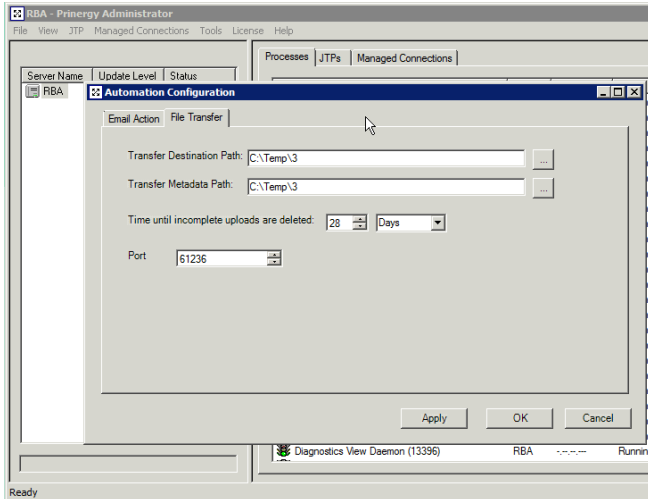 RBA - Prinergy Administrator
File View JTP Managed Connections Tools License Help
Processes JTPs Managed Connections
Server Name Update Level Status
RBA
Automation Configuration
Email Action File Transfer
Transfer Destination Path: C:\Temp\3 ...
Transfer Metadata Path: C:\Temp\3 ...
Time until incomplete uploads are deleted: 28 Days
Port 61236
Apply OK Cancel
Diagnostics View Daemon (13396) RBA -.--.--.--- Runnin
Ready